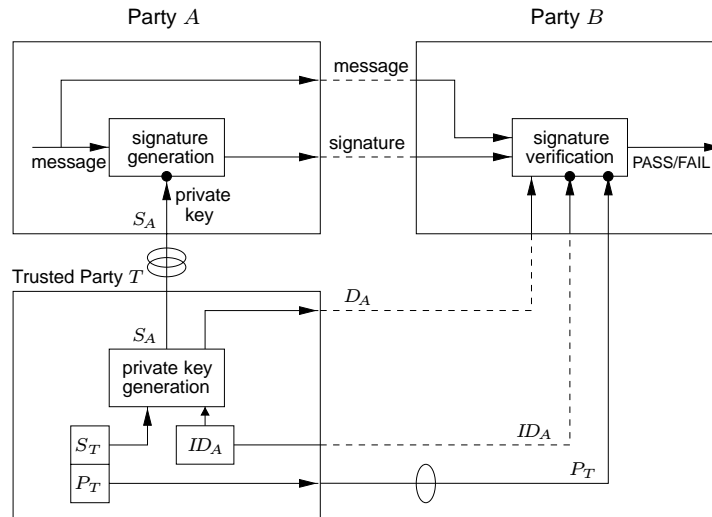 Party A
Party B
message
message
signature
generation
signature
signature
verification
PASS/FAIL
private
key
S_A
Trusted Party T
S_A
D_A
private key
generation
S_T
ID_A
ID_A
P_T
P_T